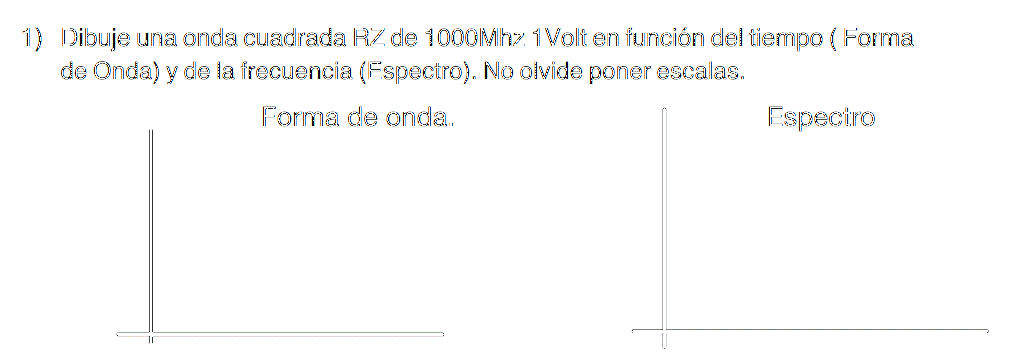 1) Dibuje una onda cuadrada RZ de 1000Mhz 1Volt en función del tiempo ( Forma
de Onda) y de la frecuencia (Espectro). No olvide poner escalas.
Forma de onda.
Espectro